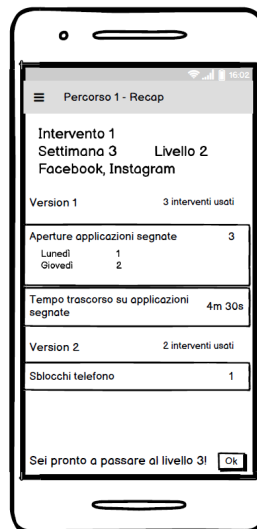 16:02
Percorso 1 - Recap
Intervento 1
Settimana 3 Livello 2
Facebook, Instagram
Version 1 3 interventi usati
Aperture applicazioni segnate 3
Lunedì 1
Giovedì 2
Tempo trascorso su applicazioni
segnate 4m 30s
Version 2 2 interventi usati
Sblocchi telefono 1
Sei pronto a passare al livello 3! Ok